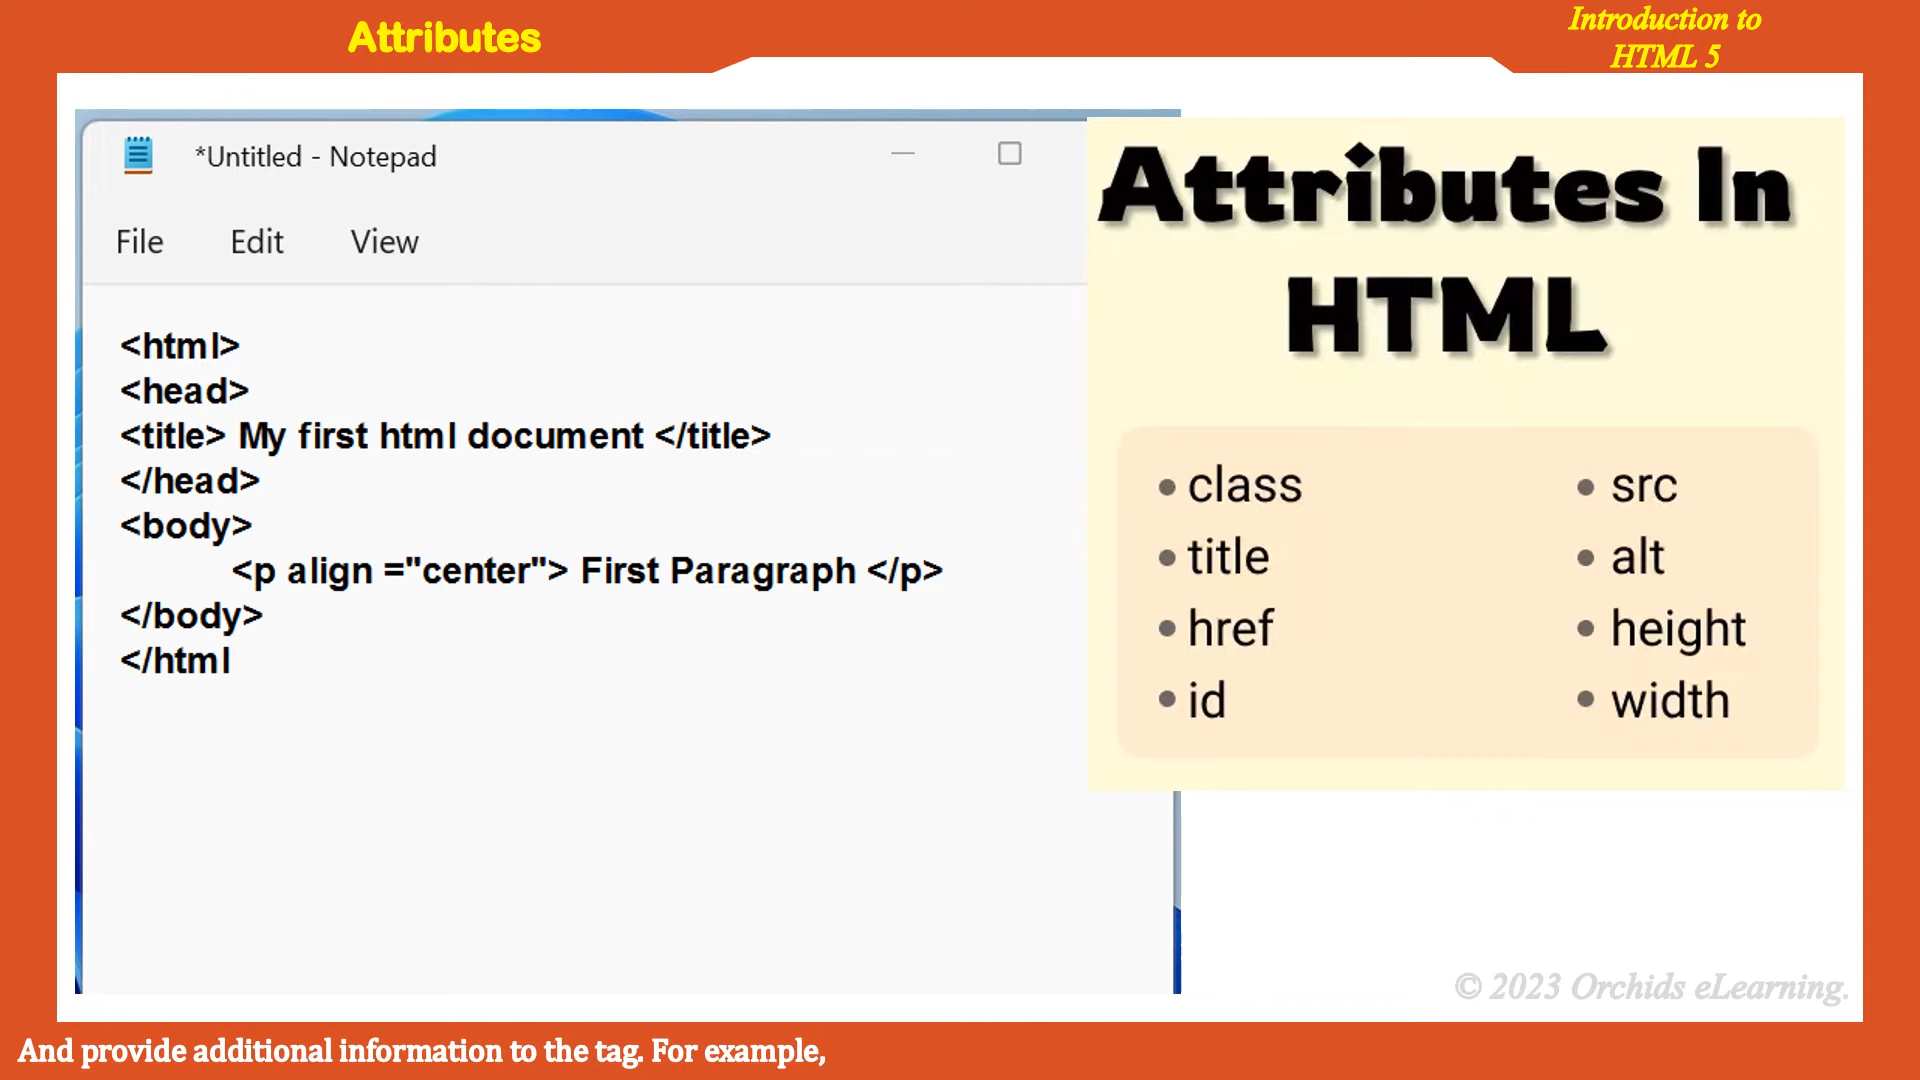 Attributes
Introduction to
HTML 5
*Untitled - Notepad
File Edit View
<html>
<head>
<title> My first html document </title>
</head>
<body>
<p align ="center"> First Paragraph </p>
</body>
</html
Attributes In
HTML
• class
• title
• href
• id
• src
• alt
• height
• width
© 2023 Orchids eLearning.
And provide additional information to the tag. For example,